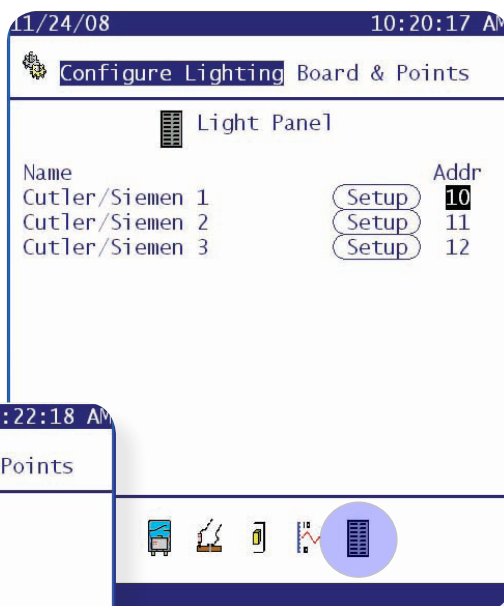 11/24/08 10:20:17 AM
Configure Lighting Board & Points
Light Panel
Name Addr
Cutler/Siemen 1 Setup 10
Cutler/Siemen 2 Setup 11
Cutler/Siemen 3 Setup 12
:22:18 AM
Points